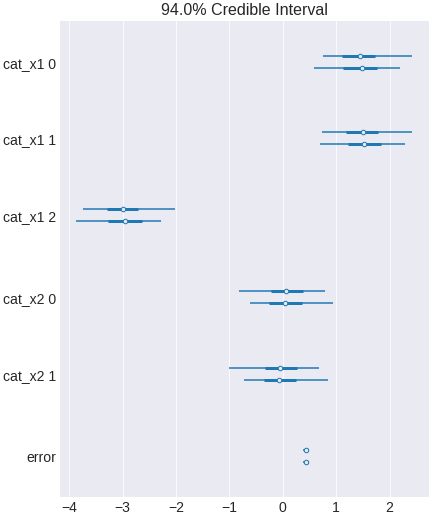 94.0% Credible Interval
cat_x1 0
cat_x1 1
cat_x1 2
cat_x2 0
cat_x2 1
error
−4 −3 −2 −1 0 1 2